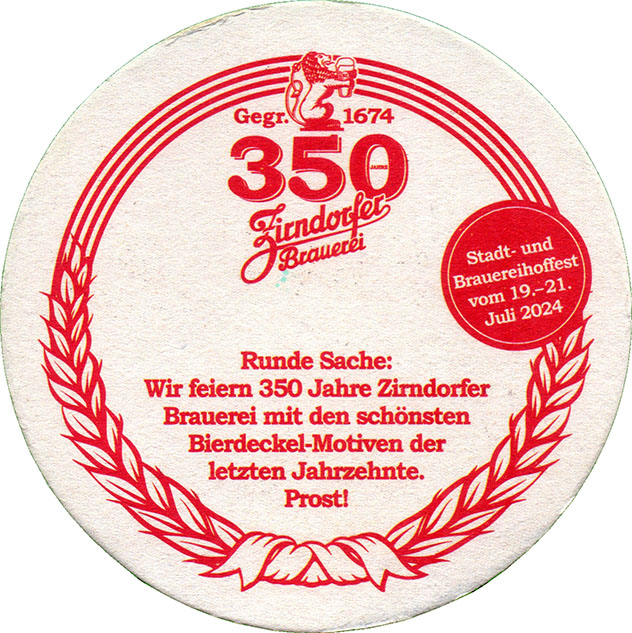 Gegr. 1674
350
JAHRE
Zirndorfer
Brauerei
Stadt- und
Brauereihoffest
vom 19.–21.
Juli 2024
Runde Sache:
Wir feiern 350 Jahre Zirndorfer
Brauerei mit den schönsten
Bierdeckel-Motiven der
letzten Jahrzehnte.
Prost!